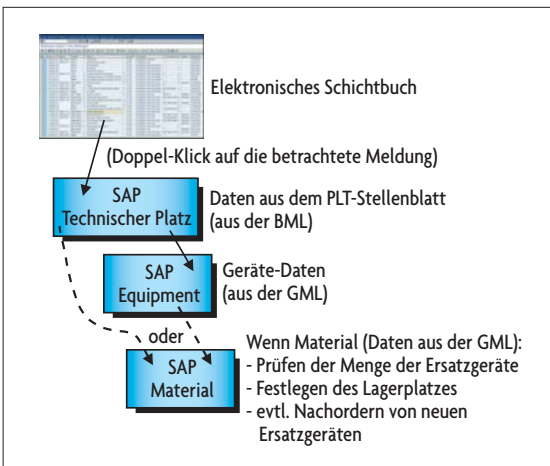 Elektronisches Schichtbuch
(Doppel-Klick auf die betrachtete Meldung)
SAP
Technischer Platz
Daten aus dem PLT-Stellenblatt
(aus der BML)
SAP
Equipment
Geräte-Daten
(aus der GML)
oder
SAP
Material
Wenn Material (Daten aus der GML):
- Prüfen der Menge der Ersatzgeräte
- Festlegen des Lagerplatzes
- evtl. Nachordern von neuen
Ersatzgeräten